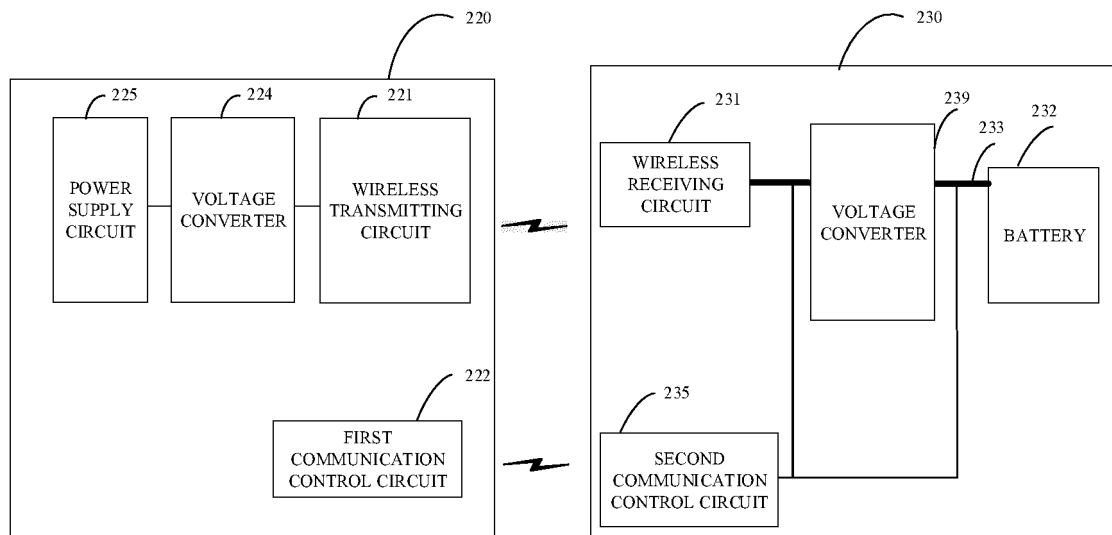 220
230
225
224
221
231
239
233
232
POWER
SUPPLY
CIRCUIT
VOLTAGE
CONVERTER
WIRELESS
TRANSMITTING
CIRCUIT
WIRELESS
RECEIVING
CIRCUIT
VOLTAGE
CONVERTER
BATTERY
222
235
FIRST
COMMUNICATION
CONTROL CIRCUIT
SECOND
COMMUNICATION
CONTROL CIRCUIT